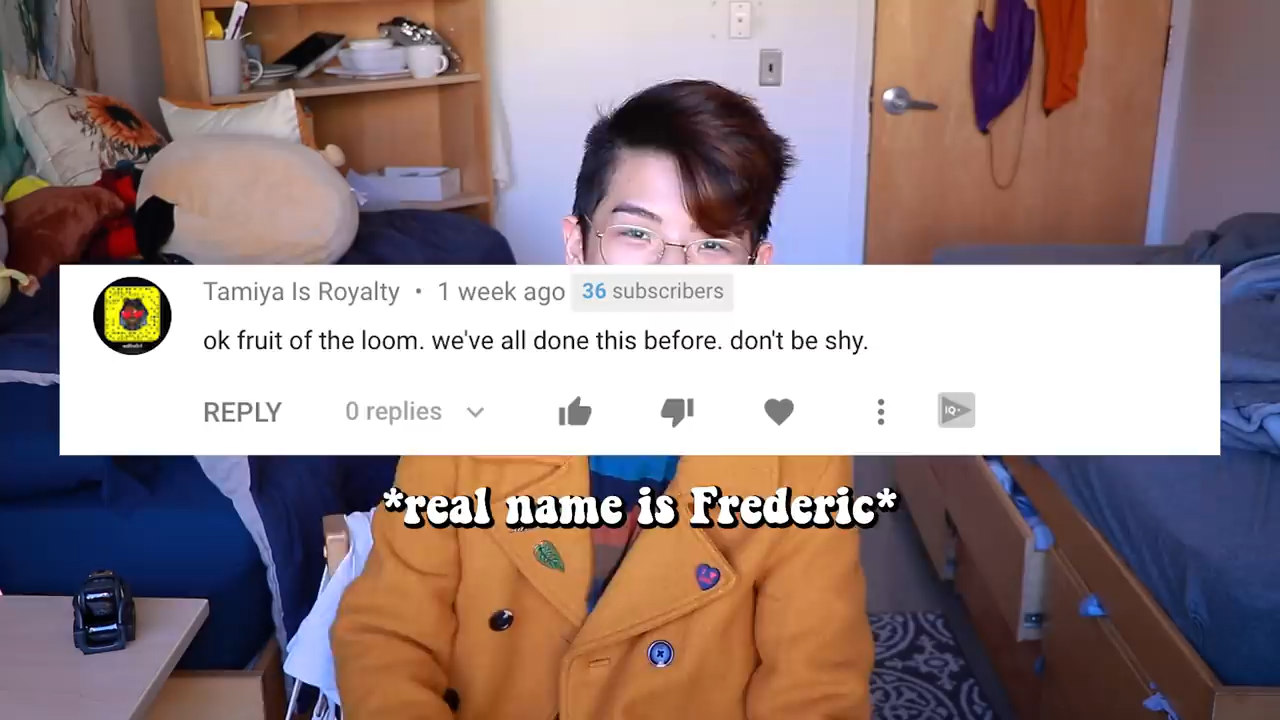 Tamiya Is Royalty • 1 week ago 36 subscribers
ok fruit of the loom. we've all done this before. don't be shy.
REPLY 0 replies
IQ
*real name is Frederic*